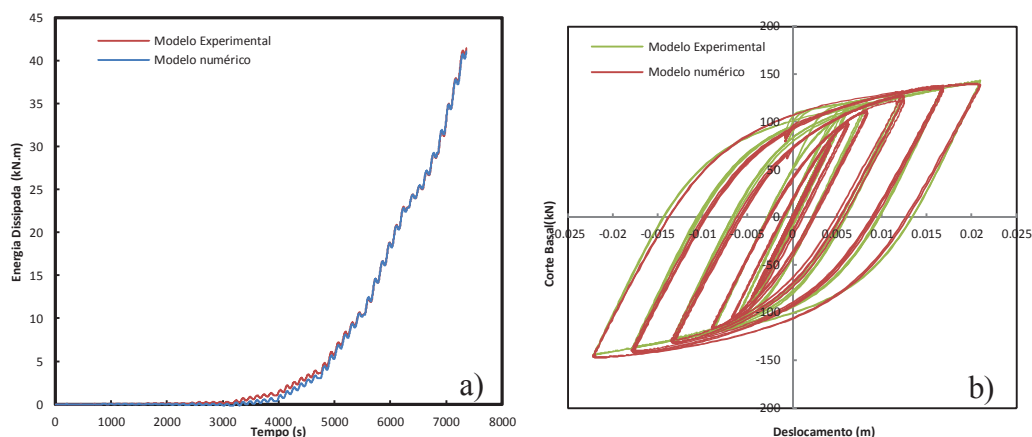 45
40
35
30
25
20
15
10
5
0
Energia Dissipada (kN.m)
Modelo Experimental
Modelo numérico
0 1000 2000 3000 4000 5000 6000 7000 8000
Tempo (s)
a)
200
150
100
50
0
-50
-100
-150
200
Corte Basal(kN)
Modelo Experimental
Modelo numérico
-0.025 -0.02 -0.015 -0.01 -0.005 0 0.005 0.01 0.015 0.02 0.025
Deslocamento (m)
b)